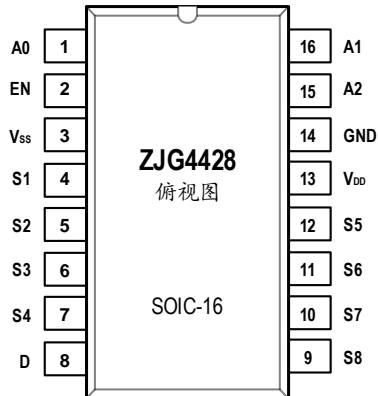 A0 1 16 A1
EN 2 15 A2
Vss 3 14 GND
ZJG4428
S1 4 13 VDD
俯视图
S2 5 12 S5
S3 6 11 S6
S4 7 SOIC-16 10 S7
D 8 9 S8